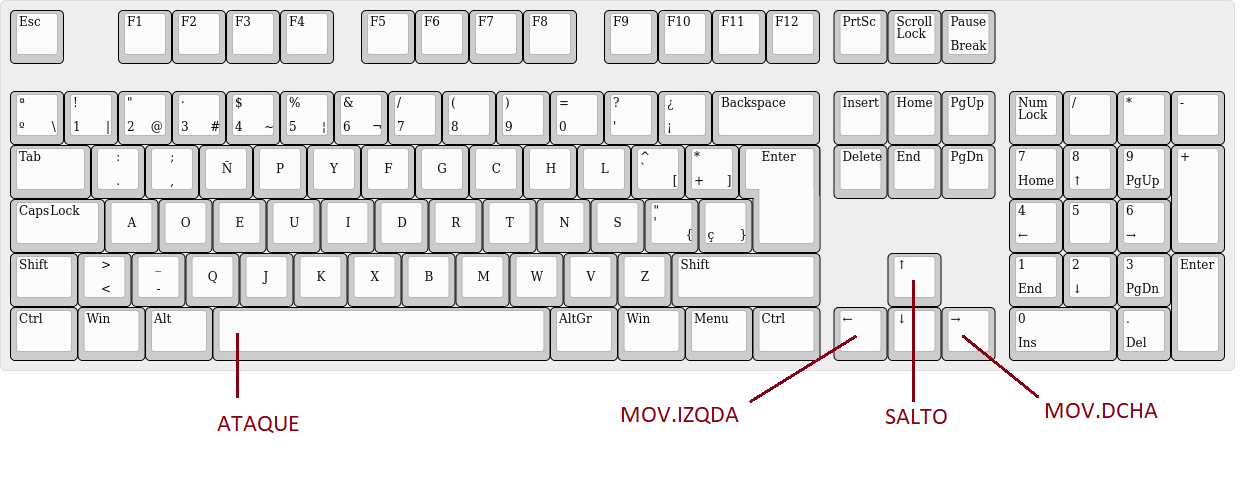 Esc F1 F2 F3 F4 F5 F6 F7 F8 F9 F10 F11 F12 PrtSc Scroll Lock Pause Break
ª ! " · $ % & / ( ) = ? ¿ Backspace Insert Home PgUp Num Lock / * -
º \ 1 | 2 @ 3 # 4 ~ 5 ¦ 6 ¬ 7 8 9 0 ' ¡
Tab : ; Ñ P Y F G C H L ^ ` * Enter Delete End PgDn 7 8 9 +
. , [ + ] Home ↑ PgUp
CapsLock A O E U I D R T N S " ' { ç } 4 5 6
← →
Shift > _ Q J K X B M W V Z Shift ↑ 1 2 3 Enter
< - End ↓ PgDn
Ctrl Win Alt AltGr Win Menu Ctrl ← ↓ → 0 .
Ins Del
ATAQUE MOV.IZQDA SALTO MOV.DCHA